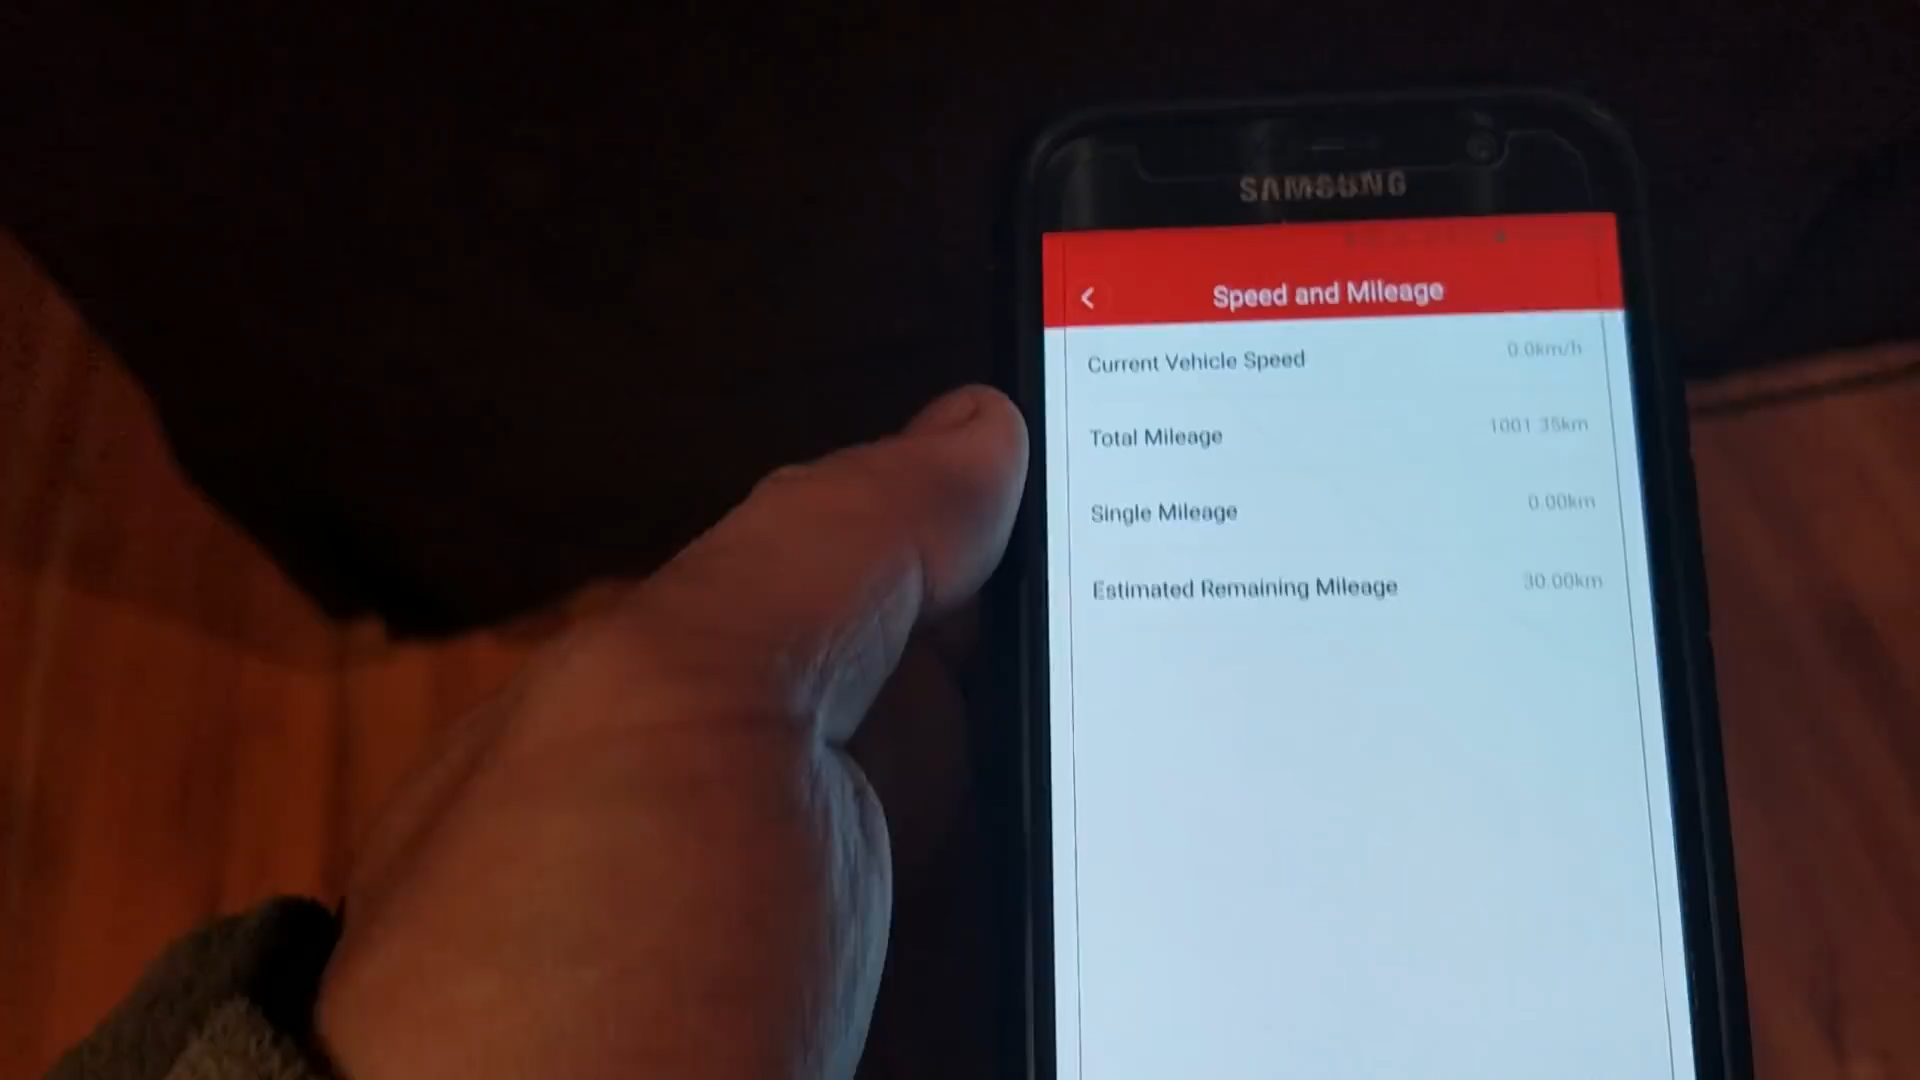 SAMSUNG
Speed and Mileage
Current Vehicle Speed 0.0km/h
Total Mileage 1001.35km
Single Mileage 0.00km
Estimated Remaining Mileage 30.00km